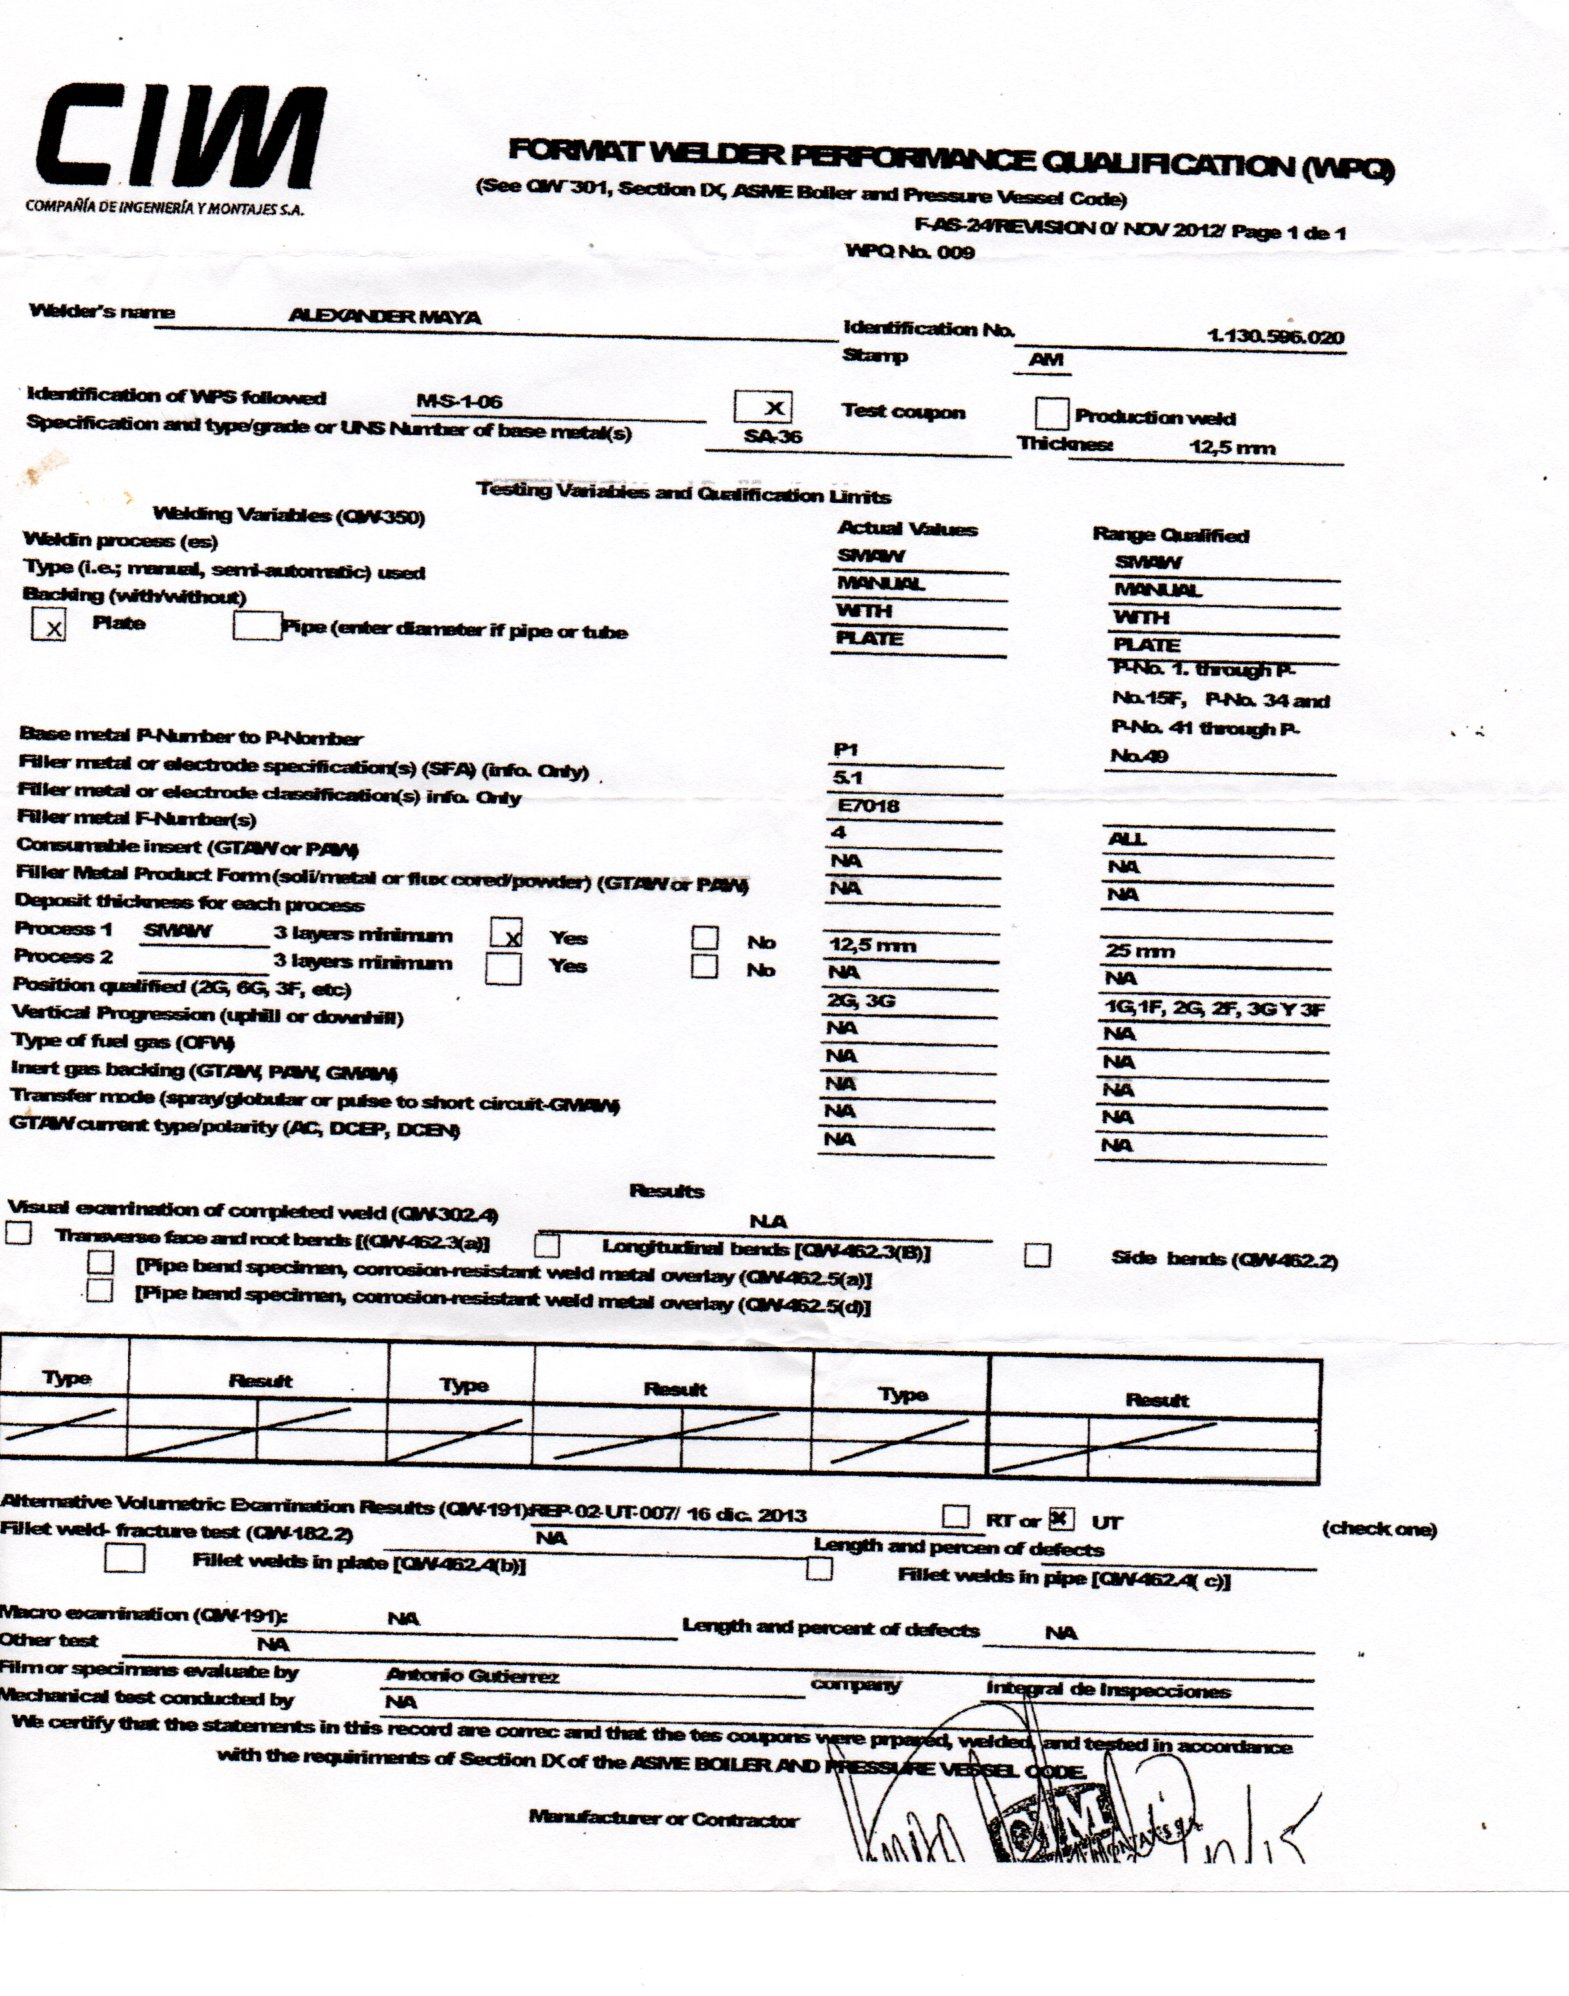 CIM
COMPAÑÍA DE INGENIERÍA Y MONTAJES S.A.
FORMAT WELDER PERFORMANCE QUALIFICATION (WPQ)
(See QW 301, Section IX, ASME Boiler and Pressure Vessel Code)
F-AS-24/REVISION 0/ NOV 2012/ Page 1 de 1
WPQ No. 009
Welder's name ALEXANDER MAYA Identification No. 1.130.596.020
Stamp AM
Identification of WPS followed M-S-1-06 X Test coupon Production weld
Specification and type/grade or UNS Number of base metal(s) SA-36 Thickness 12,5 mm
Testing Variables and Qualification Limits
Welding Variables (QW-350) Actual Values Range Qualified
Weldin process (es) SMAW SMAW
Type (i.e.; manual, semi-automatic) used MANUAL MANUAL
Backing (with/without) WITH WITH
X Plate Pipe (enter diameter if pipe or tube PLATE PLATE
P-No. 1. through P-
No.15F, P-No. 34 and
P-No. 41 through P-
Base metal P-Number to P-Nomber P1 No.49
Filler metal or electrode specification(s) (SFA) (info. Only) 5.1
Filler metal or electrode classification(s) info. Only E7018
Filler metal F-Number(s) 4 ALL
Consumable insert (GTAW or PAW) NA NA
Filler Metal Product Form (soli/metal or flux cored/powder) (GTAW or PAW) NA NA
Deposit thickness for each process
Process 1 SMAW 3 layers minimum X Yes No 12,5 mm 25 mm
Process 2 3 layers minimum Yes No NA NA
Position qualified (2G, 6G, 3F, etc) 2G, 3G 1G,1F, 2G, 2F, 3G Y 3F
Vertical Progression (uphill or downhill) NA NA
Type of fuel gas (OFW) NA NA
Inert gas backing (GTAW, PAW, GMAW) NA NA
Transfer mode (spray/globular or pulse to short circuit-GMAW) NA NA
GTAW current type/polarity (AC, DCEP, DCEN) NA NA
Results
Visual examination of completed weld (QW-302.4) N.A
Transverse face and root bends [(QW-462.3(a)] Longitudinal bends [QW-462.3(B)] Side bends (QW-462.2)
[Pipe bend specimen, corrosion-resistant weld metal overlay (QW-462.5(a)]
[Pipe bend specimen, corrosion-resistant weld metal overlay (QW-462.5(d)]
Type Result Type Result Type Result
Alternative Volumetric Examination Results (QW-191):REP-02-UT-007/ 16 dic. 2013 RT or X UT (check one)
Fillet weld- fracture test (QW-182.2) NA Length and percen of defects
Fillet welds in plate [QW-462.4(b)] Fillet welds in pipe [QW-462.4( c)]
Macro examination (QW-191): NA Length and percent of defects NA
Other test NA
Film or specimens evaluate by Antonio Gutierrez company Integral de Inspecciones
Mechanical test conducted by NA
We certify that the statements in this record are correc and that the tes coupons were prpared, welded, and tested in accordance
with the requiriments of Section IX of the ASME BOILER AND PRESSURE VESSEL CODE.
Manufacturer or Contractor